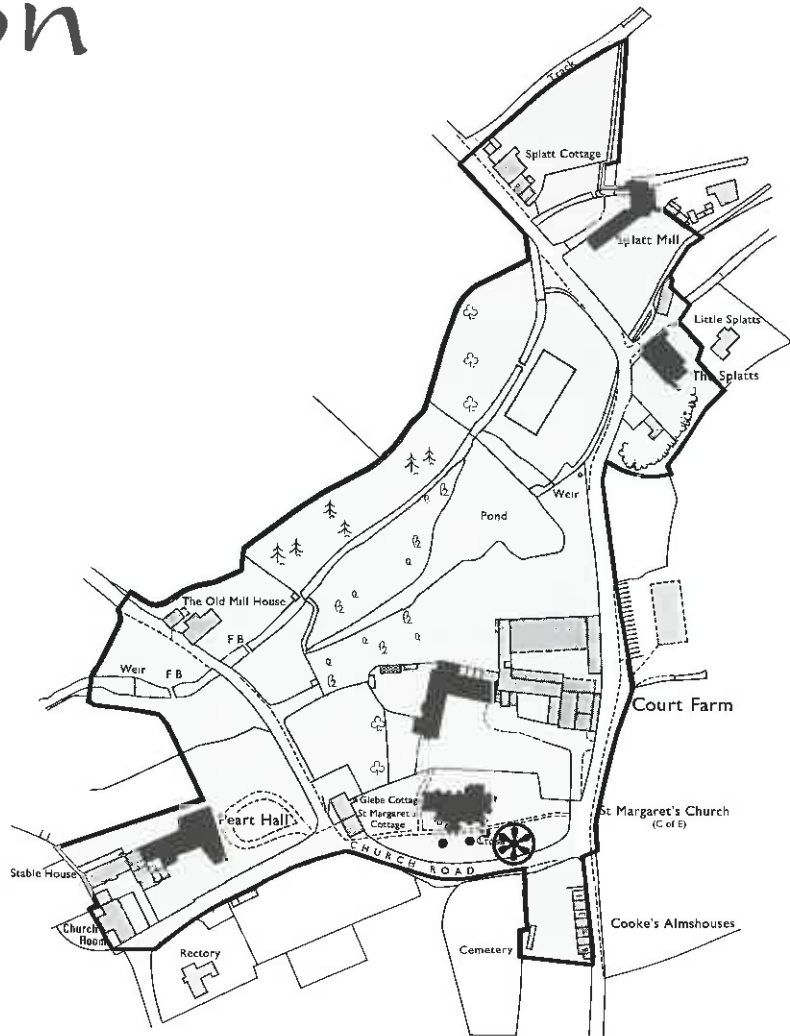 on
Track
Splatt Cottage
Splatt Mill
Little Splatts
The Splatts
Weir
Pond
The Old Mill House
F B
Weir
F B
Court Farm
Glebe Cottage
St Margaret's Church
(C of E)
St Margaret's
Cottage
Peart Hall
Cross
CHURCH ROAD
Stable House
Church
Room
Rectory
Cemetery
Cooke's Almshouses